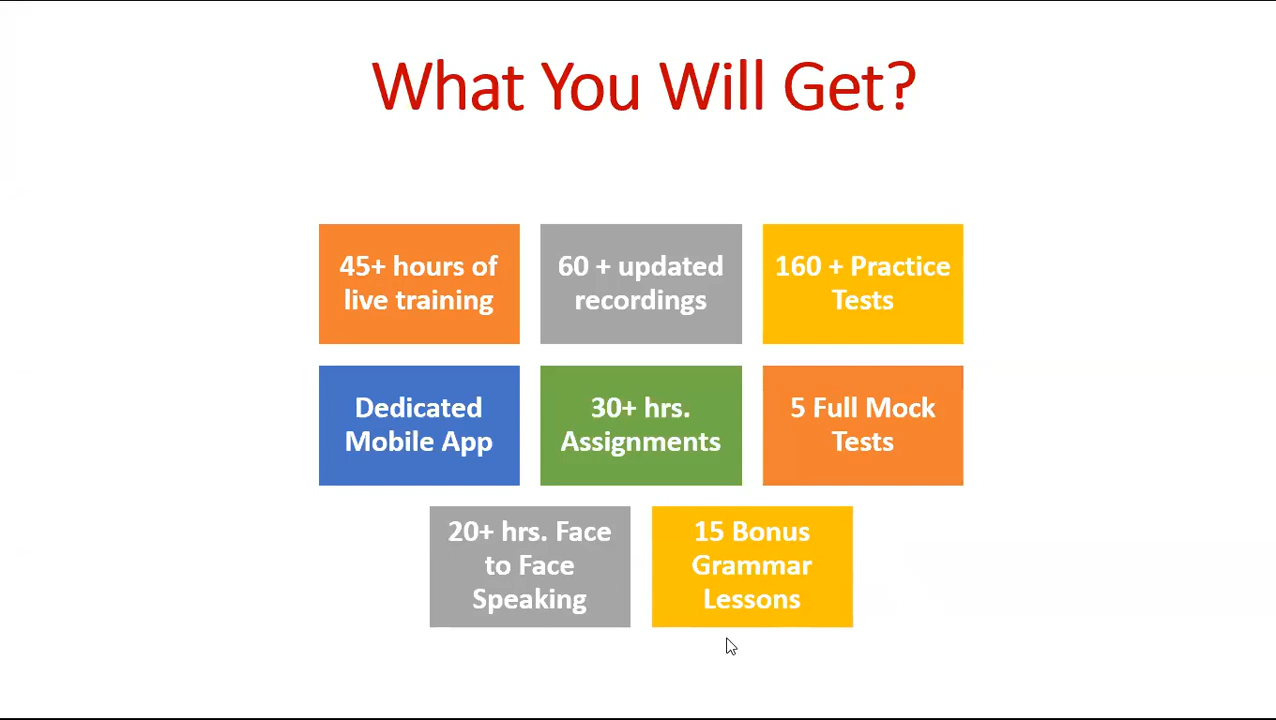 What You Will Get?
45+ hours of
live training
60 + updated
recordings
160 + Practice
Tests
Dedicated
Mobile App
30+ hrs.
Assignments
5 Full Mock
Tests
20+ hrs. Face
to Face
Speaking
15 Bonus
Grammar
Lessons